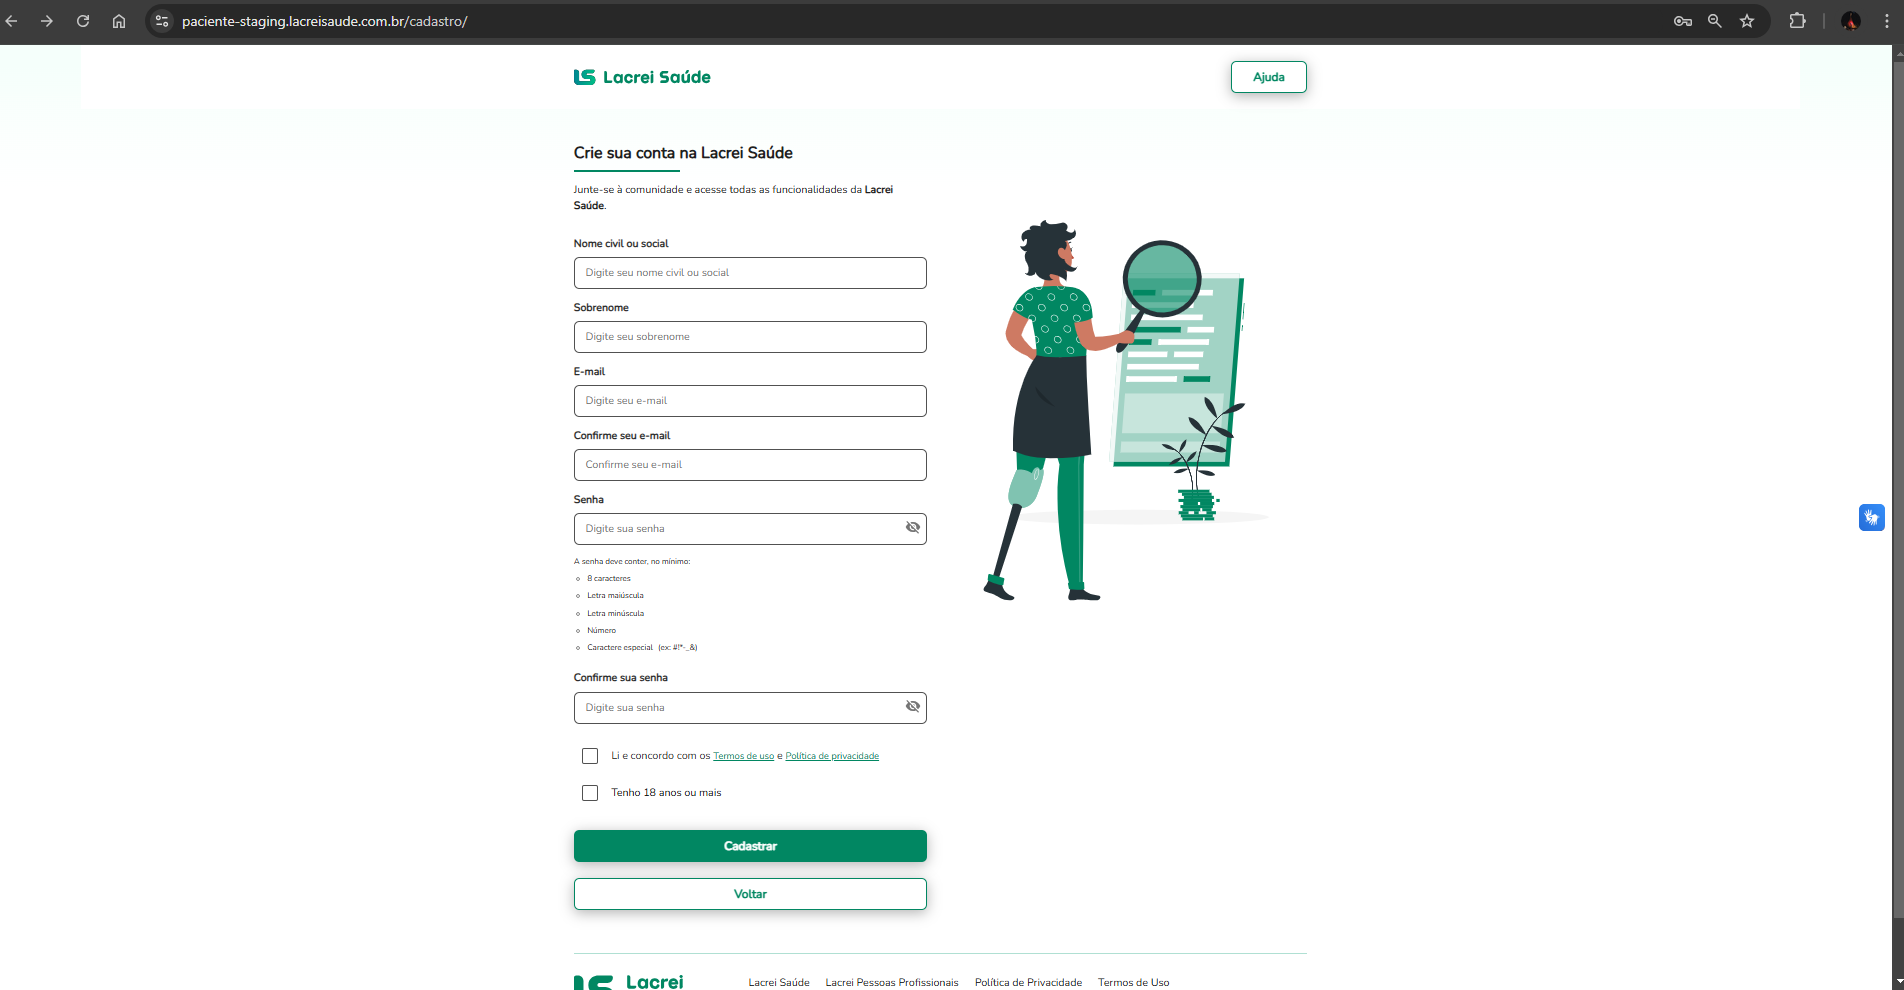 paciente-staging.lacreisaude.com.br/cadastro/
Lacrei Saúde
Ajuda
Crie sua conta na Lacrei Saúde
Junte-se à comunidade e acesse todas as funcionalidades da Lacrei
Saúde.
Nome civil ou social
Digite seu nome civil ou social
Sobrenome
Digite seu sobrenome
E-mail
Digite seu e-mail
Confirme seu e-mail
Confirme seu e-mail
Senha
Digite sua senha
A senha deve conter, no mínimo:
8 caracteres
Letra maiúscula
Letra minúscula
Número
Caractere especial (ex: #!*-_&)
Confirme sua senha
Digite sua senha
Li e concordo com os Termos de uso e Política de privacidade
Tenho 18 anos ou mais
Cadastrar
Voltar
Lacrei
Lacrei Saúde Lacrei Pessoas Profissionais Política de Privacidade Termos de Uso